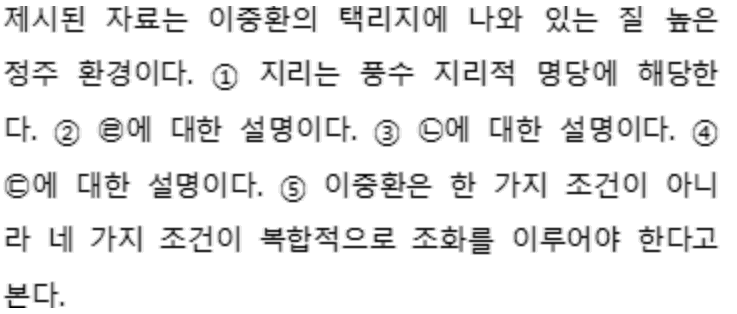 제시된 자료는 이중환의 택리지에 나와 있는 질 높은
정주 환경이다. ① 지리는 풍수 지리적 명당에 해당한
다. ② ㉣에 대한 설명이다. ③ ㉡에 대한 설명이다. ④
㉢에 대한 설명이다. ⑤ 이중환은 한 가지 조건이 아니
라 네 가지 조건이 복합적으로 조화를 이루어야 한다고
본다.